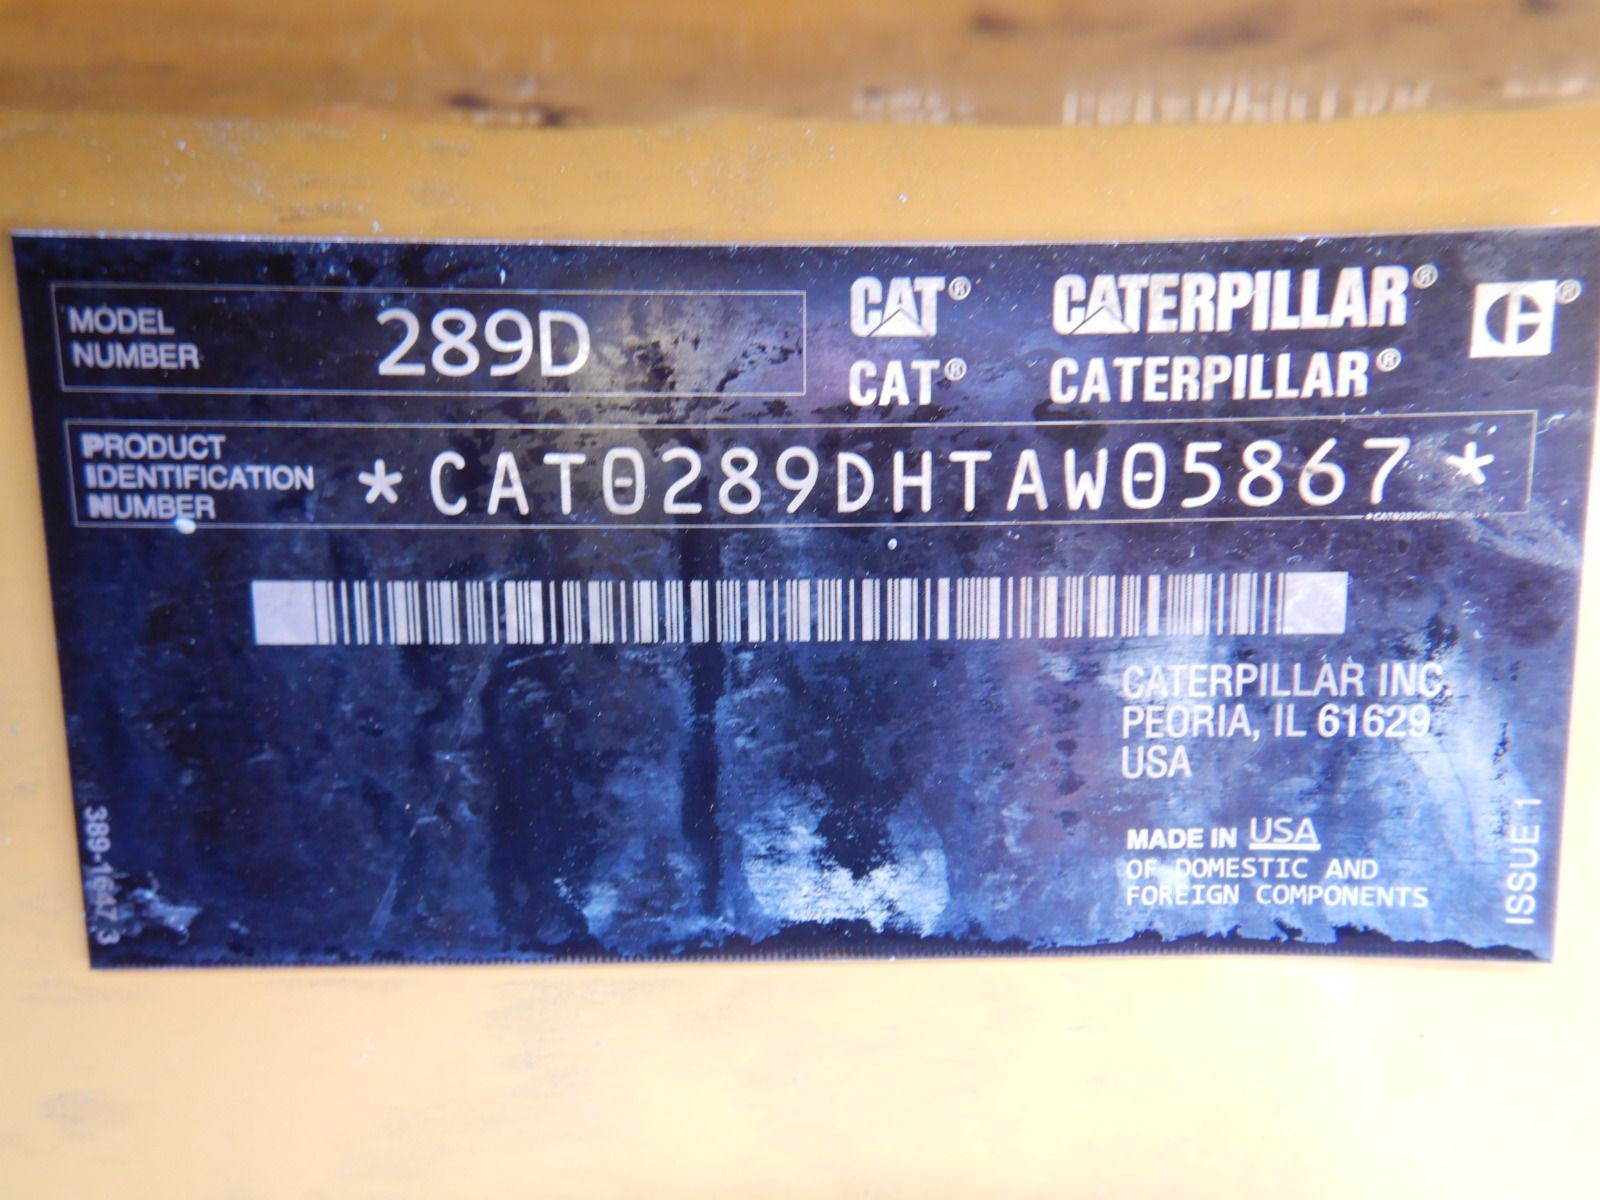 MODEL NUMBER 289D
CAT® CATERPILLAR®
CAT® CATERPILLAR®
PRODUCT IDENTIFICATION NUMBER *CAT0289DHTAW05867*
CATERPILLAR INC.
PEORIA, IL 61629
USA
MADE IN USA
OF DOMESTIC AND
FOREIGN COMPONENTS
ISSUE 1